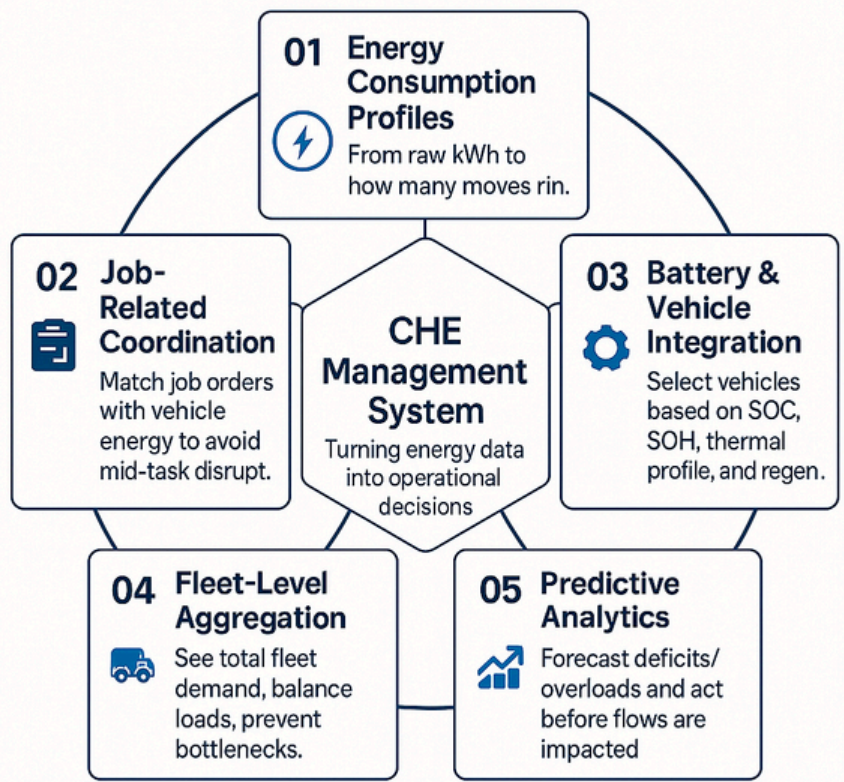 01
Energy
Consumption
Profiles
From raw kWh to
how many moves rin.
02
Job-
Related
Coordination
Match job orders
with vehicle
energy to avoid
mid-task disrupt.
CHE
Management
System
Turning energy data
into operational
decisions
03
Battery &
Vehicle
Integration
Select vehicles
based on SOC,
SOH, thermal
profile, and regen.
04
Fleet-Level
Aggregation
See total fleet
demand, balance
loads, prevent
bottlenecks.
05
Predictive
Analytics
Forecast deficits/
overloads and act
before flows are
impacted